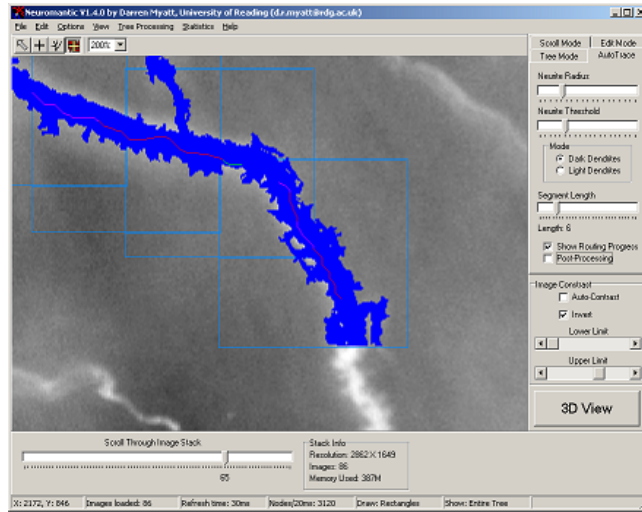 Neuromantic V1.4.0 by Darren Myatt, University of Reading (d.r.myatt@rdg.ac.uk)
File Edit Options View Tree Processing Statistics Help
200%
Scroll Mode Edit Mode
Tree Mode AutoTrace
Neurite Radius
Neurite Threshold
Mode
Dark Dendrites
Light Dendrites
Segment Length
Length: 6
Show Routing Progress
Post-Processing
Image Constrast
Auto-Contrast
Invert
Lower Limit
Upper Limit
3D View
Scroll Through Image Stack
65
Stack Info
Resolution: 2862 X 1649
Images: 86
Memory Used: 387M
X: 2172, Y: 846 Images loaded: 86 Refresh time: 30ms Nodes/20ms: 3120 Draw: Rectangles Show: Entire Tree